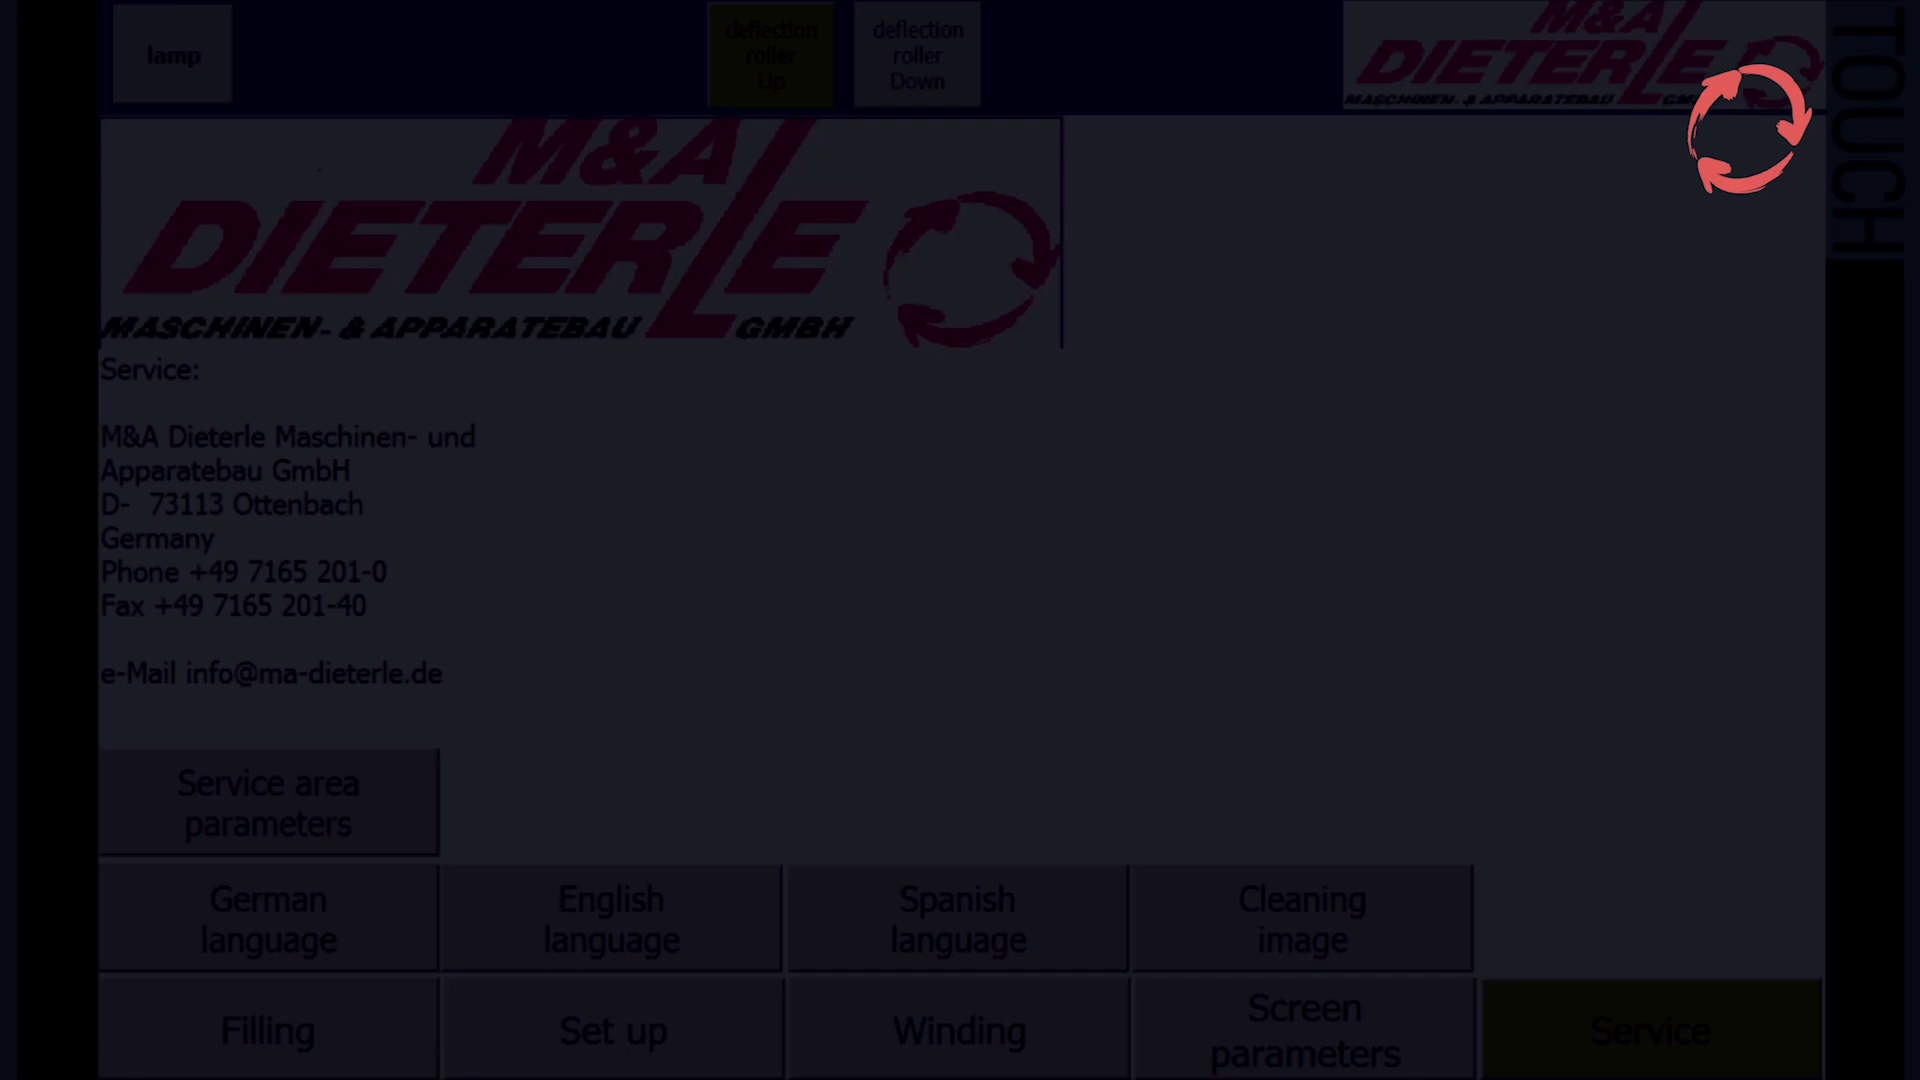 lamp
deflection
roller
Up
deflection
roller
Down
M&A
DIETERLE
MASCHINEN- & APPARATEBAU GM
TOUCH
M&A
DIETERLE
MASCHINEN- & APPARATEBAU GMBH
Service:
M&A Dieterle Maschinen- und
Apparatebau GmbH
D- 73113 Ottenbach
Germany
Phone +49 7165 201-0
Fax +49 7165 201-40
e-Mail info@ma-dieterle.de
Service area
parameters
German
language
English
language
Spanish
language
Cleaning
image
Filling
Set up
Winding
Screen
parameters
Service